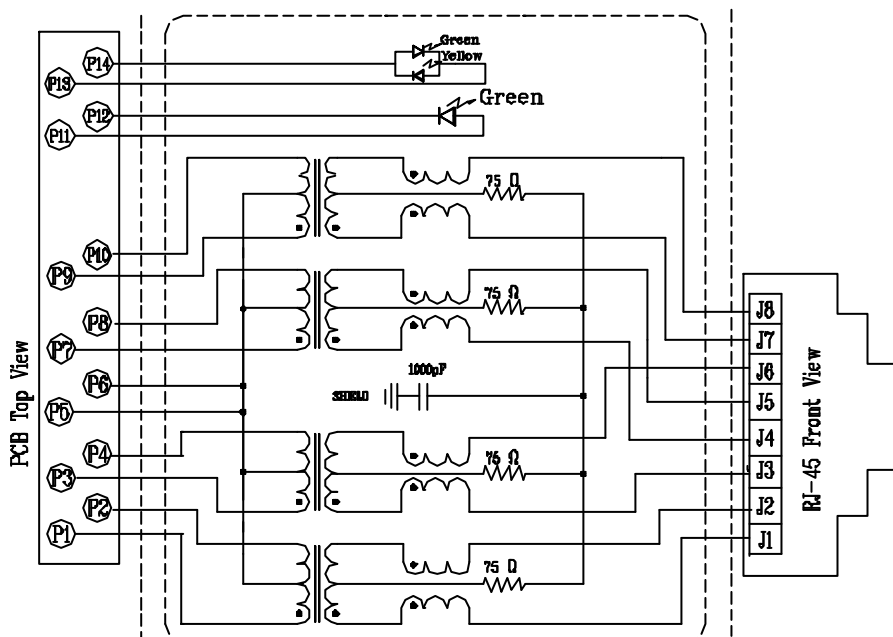 Green
P14
Yellow
P13
P12
Green
P11
75 Ω
P10
P9
75 Ω
P8
J8
P7
J7
1000pF
J6
P6
SHIELD
J5
P5
J4
P4
75 Ω
J3
P3
J2
P2
J1
P1
75 Ω
PCB Top View
RJ-45 Front View